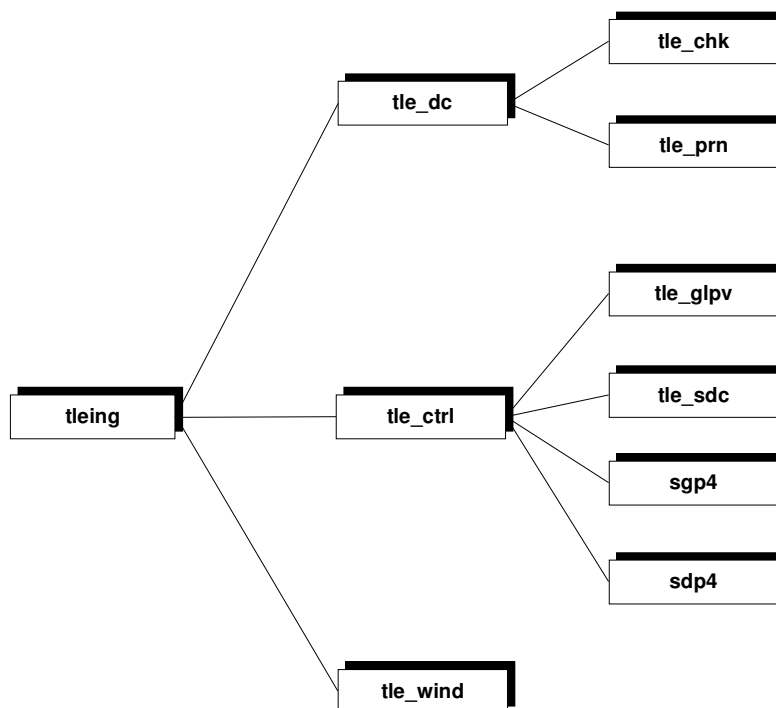 tle_chk
tle_dc
tle_prn
tle_glpv
tle_sdc
tleing
tle_ctrl
sgp4
sdp4
tle_wind